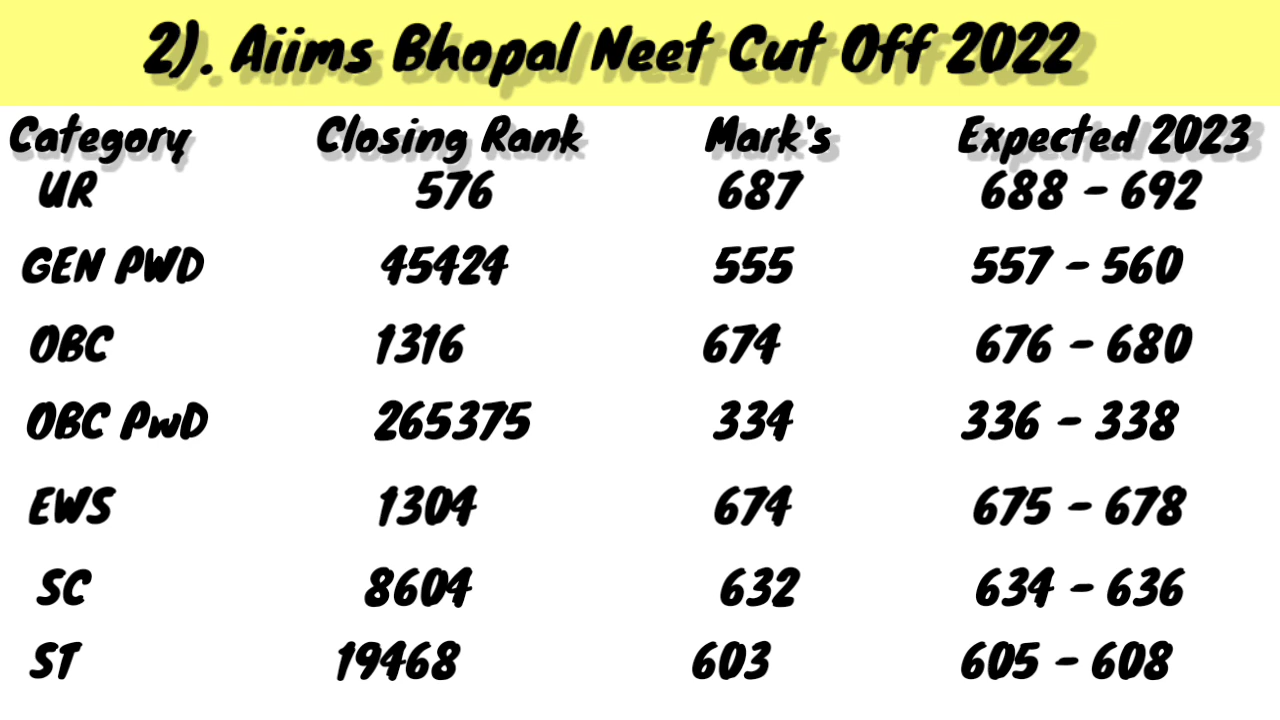 2). Aiims Bhopal Neet Cut Off 2022
Category Closing Rank Mark's Expected 2023
UR 576 687 688 - 692
GEN PWD 45424 555 557 - 560
OBC 1316 674 676 - 680
OBC PwD 265375 334 336 - 338
EWS 1304 674 675 - 678
SC 8604 632 634 - 636
ST 19468 603 605 - 608